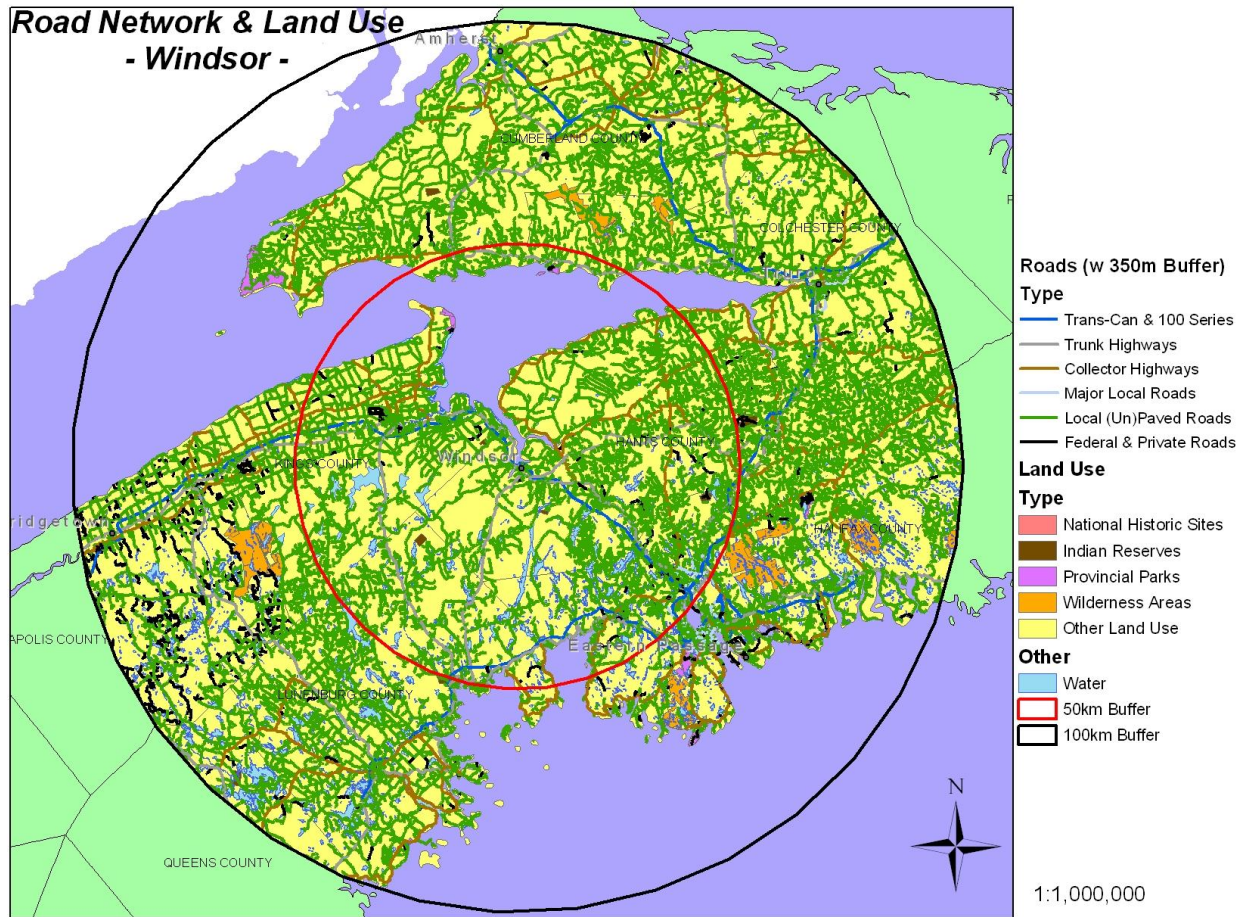 Road Network & Land Use
- Windsor -
Amherst
CUMBERLAND COUNTY
COLCHESTER COUNTY
Truro
HANTS COUNTY
Windsor
KINGS COUNTY
ridgetown
HALIFAX COUNTY
APOLIS COUNTY
Eastern Passage
LUNENBURG COUNTY
QUEENS COUNTY
Roads (w 350m Buffer)
Type
Trans-Can & 100 Series
Trunk Highways
Collector Highways
Major Local Roads
Local (Un)Paved Roads
Federal & Private Roads
Land Use
Type
National Historic Sites
Indian Reserves
Provincial Parks
Wilderness Areas
Other Land Use
Other
Water
50km Buffer
100km Buffer
N
1:1,000,000